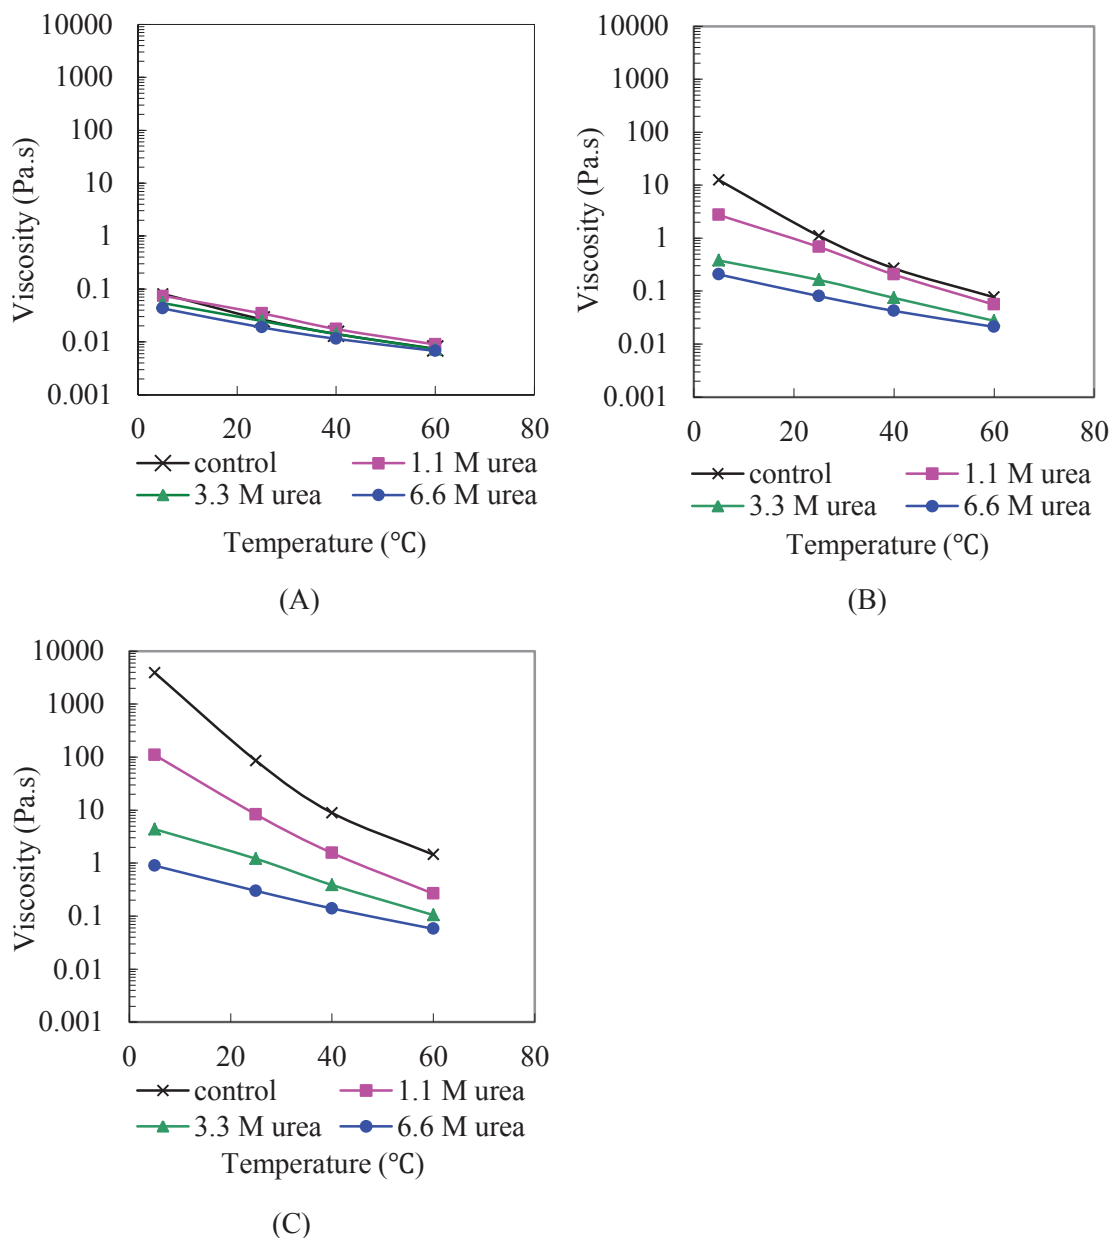 10000
1000
100
10
1
0.1
0.01
0.001
Viscosity (Pa.s)
0 20 40 60 80
control 1.1 M urea
3.3 M urea 6.6 M urea
Temperature (℃)
(A)
10000
1000
100
10
1
0.1
0.01
0.001
Viscosity (Pa.s)
0 20 40 60 80
control 1.1 M urea
3.3 M urea 6.6 M urea
Temperature (℃)
(B)
10000
1000
100
10
1
0.1
0.01
0.001
Viscosity (Pa.s)
0 20 40 60 80
control 1.1 M urea
3.3 M urea 6.6 M urea
Temperature (℃)
(C)